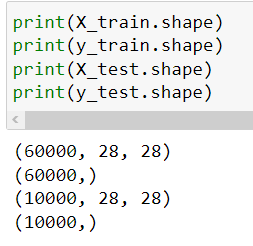 print(X_train.shape)
print(y_train.shape)
print(X_test.shape)
print(y_test.shape)
(60000, 28, 28)
(60000,)
(10000, 28, 28)
(10000,)